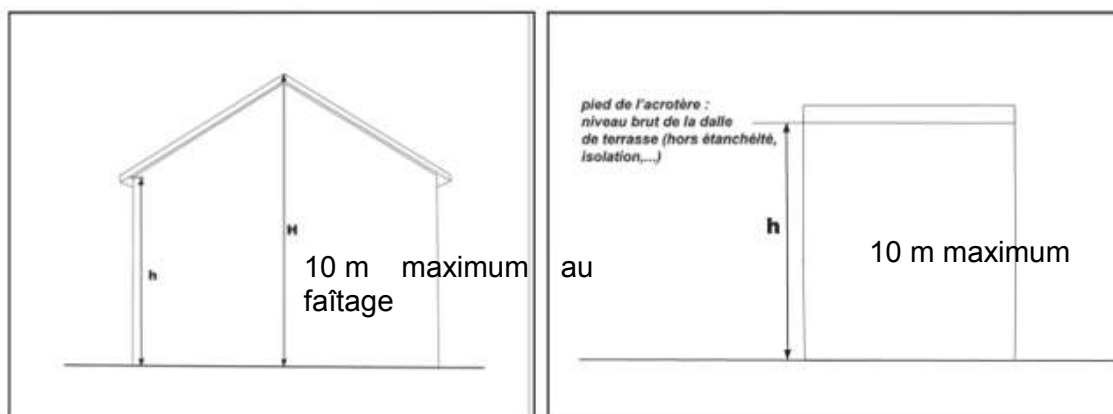 h
H
10 m maximum au
faîtage
pied de l'acrotère :
niveau brut de la dalle
de terrasse (hors étanchéité,
isolation,...)
h
10 m maximum